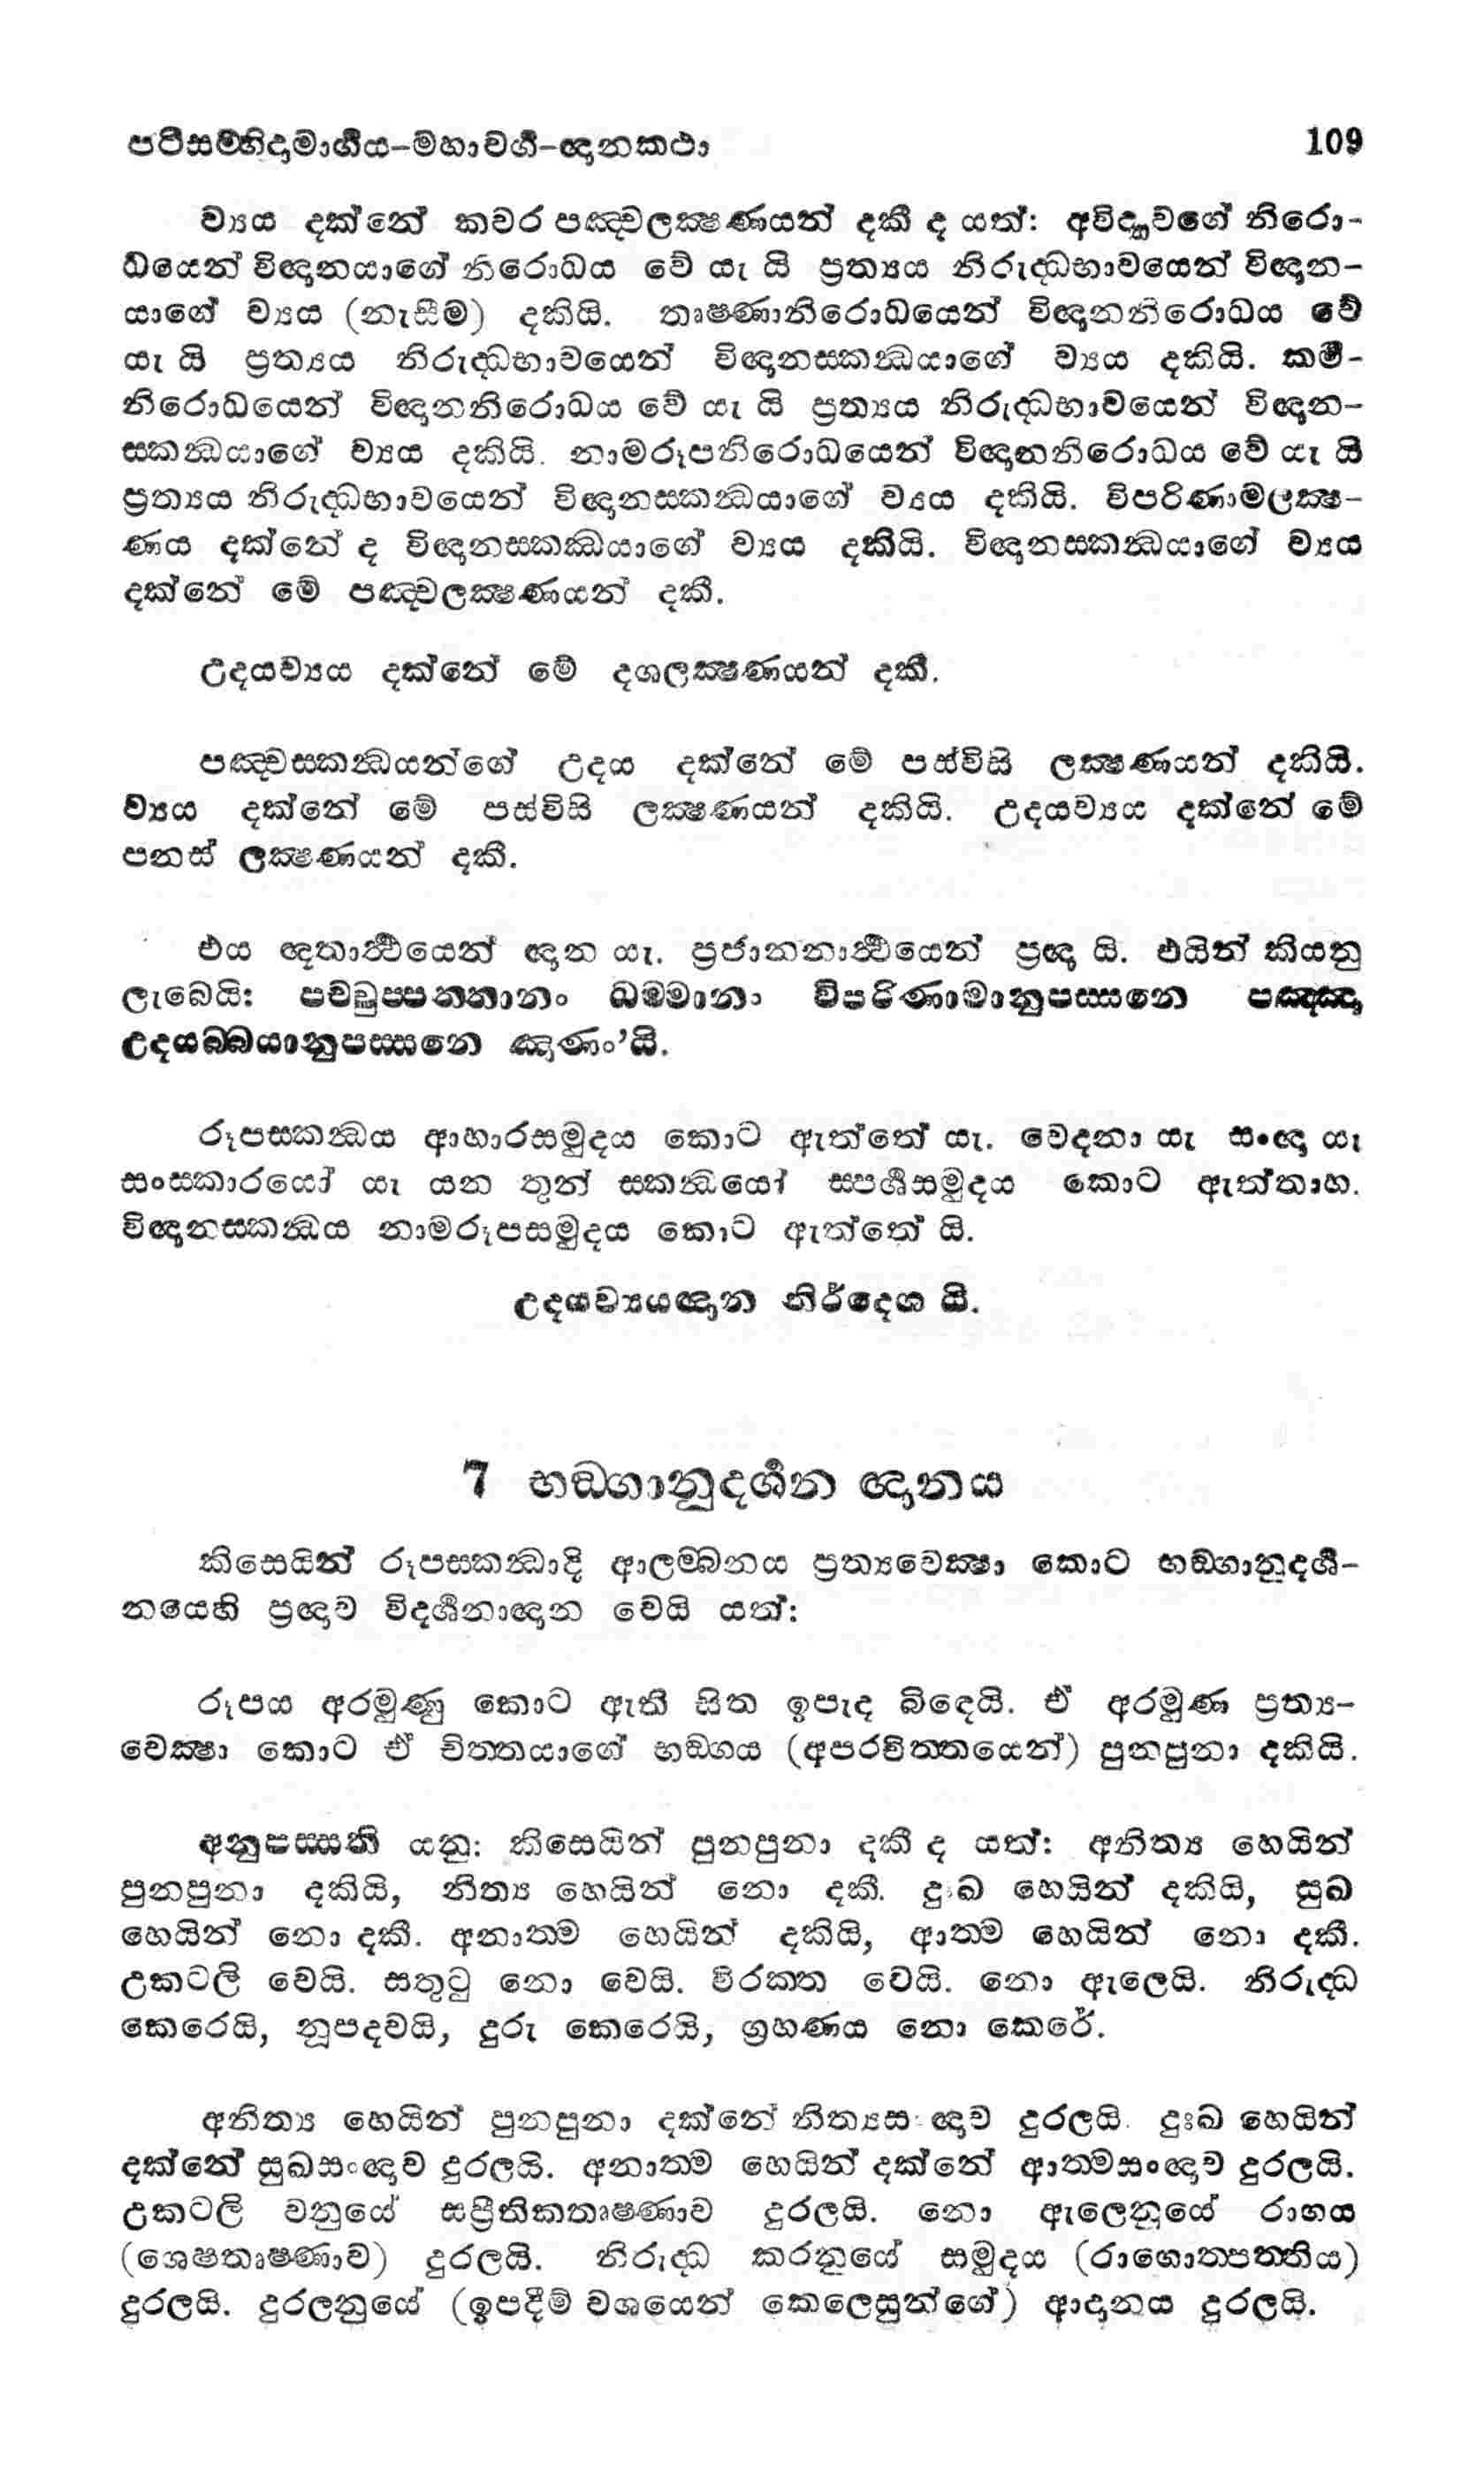 පටිසම්භිදාමාර්‍ගය-මහාවර්‍ග-ඥානකථා 109
ව්‍යය දක්නේ කවර පඤ්චලක්‍ෂණයන් දකී ද යත්: අවිද්‍යාවගේ නිරො-
ධයෙන් විඥානයාගේ නිරොධය වේ යැ යි ප්‍රත්‍යය නිරුද්ධභාවයෙන් විඥාන-
යාගේ ව්‍යය (නැසීම) දකියි. තෘෂ්ණානිරොධයෙන් විඥානනිරොධය වේ
යැ යි ප්‍රත්‍යය නිරුද්ධභාවයෙන් විඥානස්කන්‍ධයාගේ ව්‍යය දකියි. කර්‍ම-
නිරොධයෙන් විඥානනිරොධය වේ යැ යි ප්‍රත්‍යය නිරුද්ධභාවයෙන් විඥාන-
ස්කන්‍ධයාගේ ව්‍යය දකියි. නාමරූපනිරොධයෙන් විඥානනිරොධය වේ යැ යි
ප්‍රත්‍යය නිරුද්ධභාවයෙන් විඥානස්කන්‍ධයාගේ ව්‍යය දකියි. විපරිණාමලක්‍ෂ-
ණය දක්නේ ද විඥානස්කන්‍ධයාගේ ව්‍යය දකියි. විඥානස්කන්‍ධයාගේ ව්‍යය
දක්නේ මේ පඤ්චලක්‍ෂණයන් දකී.
උදයව්‍යය දක්නේ මේ දශලක්‍ෂණයන් දකී.
පඤ්චස්කන්‍ධයන්ගේ උදය දක්නේ මේ පස්විසි ලක්‍ෂණයන් දකියි.
ව්‍යය දක්නේ මේ පස්විසි ලක්‍ෂණයන් දකියි. උදයව්‍යය දක්නේ මේ
පනස් ලක්‍ෂණයන් දකී.
එය ඥාතාර්‍ථයෙන් ඥාන යැ. ප්‍රජානනාර්‍ථයෙන් ප්‍රඥා යි. එයින් කියනු
ලැබෙයි: පච්චුප්පන්නානං ධම්මානං විපරිණාමානුපස්සනෙ පඤ්ඤා
උදයබ්බයානුපස්සනෙ ඤාණං’යි.
රූපස්කන්‍ධය ආහාරසමුදය කොට ඇත්තේ යැ. වෙදනා යැ සංඥා යැ
සංස්කාරයෝ යැ යන තුන් ස්කන්‍ධයෝ ස්පර්‍ශසමුදය කොට ඇත්තාහ.
විඥානස්කන්‍ධය නාමරූපසමුදය කොට ඇත්තේ යි.
උදයව්‍යයඥාන නිර්දෙශ යි.
7 භඞ්ගානුදර්‍ශන ඥානය
කිසෙයින් රූපස්කන්‍ධාදි ආලම්බනය ප්‍රත්‍යවෙක්‍ෂා කොට භඞ්ගානුදර්‍ශ-
නයෙහි ප්‍රඥාව විදර්‍ශනාඥාන වෙයි යත්:
රූපය අරමුණු කොට ඇති සිත ඉපැද බිඳෙයි. ඒ අරමුණ ප්‍රත්‍ය-
වෙක්‍ෂා කොට ඒ චිත්තයාගේ භඞ්ගය (අපරචිත්තයෙන්) පුනපුනා දකියි.
අනුපස්සති යනු: කිසෙයින් පුනපුනා දකී ද යත්: අනිත්‍ය හෙයින්
පුනපුනා දකියි, නිත්‍ය හෙයින් නො දකී. දුඃඛ හෙයින් දකියි, සුඛ
හෙයින් නො දකී. අනාත්ම හෙයින් දකියි, ආත්ම හෙයින් නො දකී.
උකටලි වෙයි. සතුටු නො වෙයි. විරක්ත වෙයි. නො ඇලෙයි. නිරුද්ධ
කෙරෙයි, නූපදවයි, දුරු කෙරෙයි, ග්‍රහණය නො කෙරේ.
අනිත්‍ය හෙයින් පුනපුනා දක්නේ නිත්‍යසංඥාව දුරලයි. දුඃඛ හෙයින්
දක්නේ සුඛසංඥාව දුරලයි. අනාත්ම හෙයින් දක්නේ ආත්මසංඥාව දුරලයි.
උකටලි වනුයේ සප්‍රීතිකතෘෂ්ණාව දුරලයි. නො ඇලෙනුයේ රාගය
(ශෙෂතෘෂ්ණාව) දුරලයි. නිරුද්ධ කරනුයේ සමුදය (රාගොත්පත්තිය)
දුරලයි. දුරලනුයේ (ඉපදීම් වශයෙන් කෙලෙසුන්ගේ) ආදානය දුරලයි.